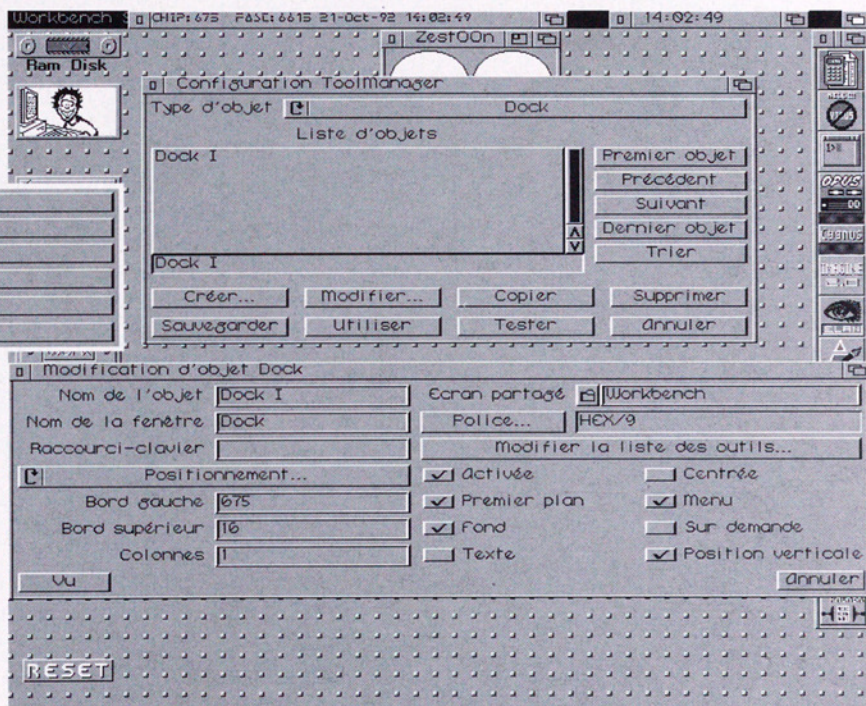 Workbench
CHIP:675 FAST:6615 21-Oct-92 14:02:49
14:02:49
Ram Disk
ZestOOn
Configuration ToolManager
Type d'objet
Dock
Liste d'objets
Dock I
Premier objet
Précédent
Suivant
Dernier objet
Trier
Dock I
Créer...
Modifier...
Copier
Supprimer
Sauvegarder
Utiliser
Tester
Annuler
OPUS
CYGNUS
ELAN
Modification d'objet Dock
Nom de l'objet
Dock I
Ecran partagé
Workbench
Nom de la fenêtre
Dock
Police...
HEX/9
Raccourci-clavier
Modifier la liste des outils...
Positionnement...
Activée
Centrée
Bord gauche
675
Premier plan
Menu
Bord supérieur
16
Fond
Sur demande
Colonnes
1
Texte
Position verticale
Vu
Annuler
RESET